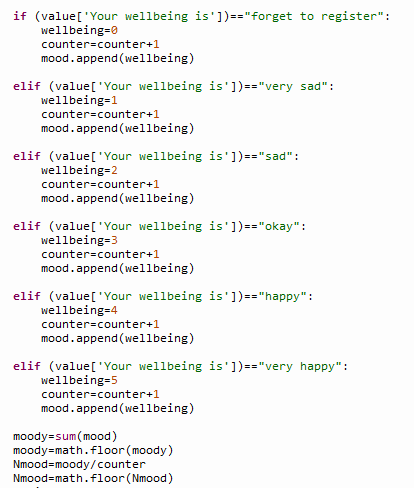 if (value['Your wellbeing is'])=="forget to register":
    wellbeing=0
    counter=counter+1
    mood.append(wellbeing)
elif (value['Your wellbeing is'])=="very sad":
    wellbeing=1
    counter=counter+1
    mood.append(wellbeing)
elif (value['Your wellbeing is'])=="sad":
    wellbeing=2
    counter=counter+1
    mood.append(wellbeing)
elif (value['Your wellbeing is'])=="okay":
    wellbeing=3
    counter=counter+1
    mood.append(wellbeing)
elif (value['Your wellbeing is'])=="happy":
    wellbeing=4
    counter=counter+1
    mood.append(wellbeing)
elif (value['Your wellbeing is'])=="very happy":
    wellbeing=5
    counter=counter+1
    mood.append(wellbeing)
moody=sum(mood)
moody=math.floor(moody)
Nmood=moody/counter
Nmood=math.floor(Nmood)